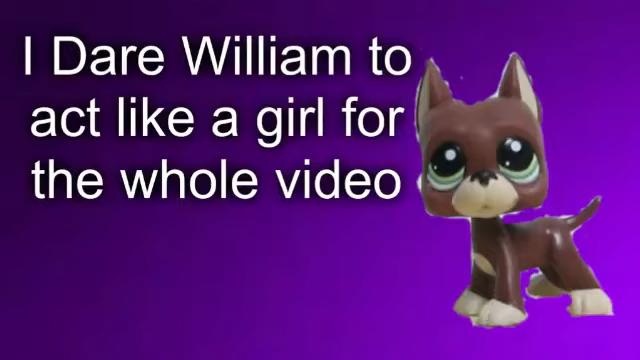 I Dare William to
act like a girl for
the whole video